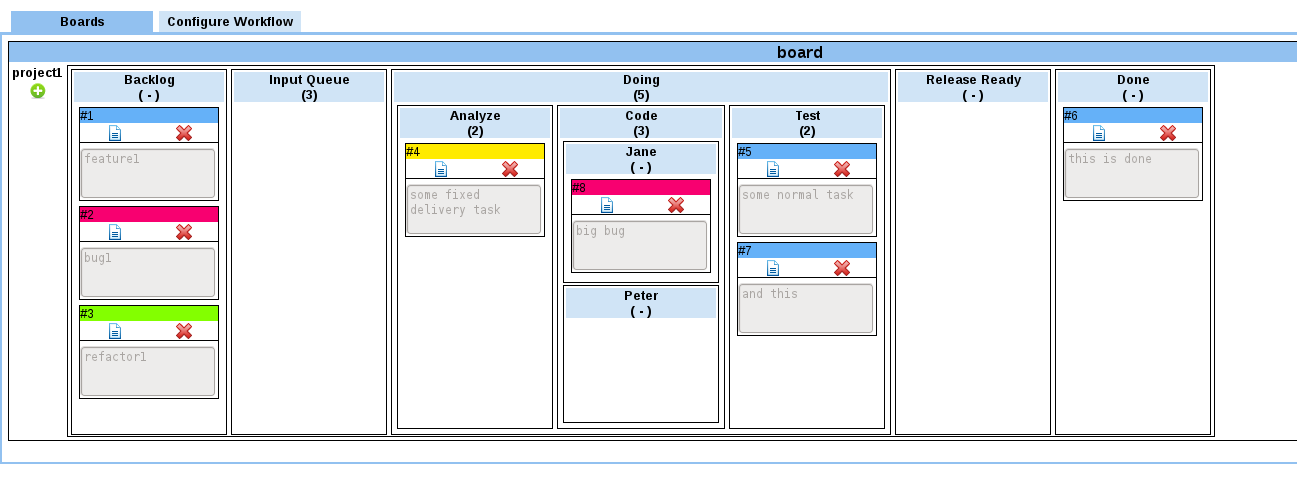 Boards
Configure Workflow
board
project1
Backlog
( - )
#1
feature1
#2
bug1
#3
refactor1
Input Queue
(3)
Doing
(5)
Analyze
(2)
#4
some fixed
delivery task
Code
(3)
Jane
( - )
#8
big bug
Peter
( - )
Test
(2)
#5
some normal task
#7
and this
Release Ready
( - )
Done
( - )
#6
this is done